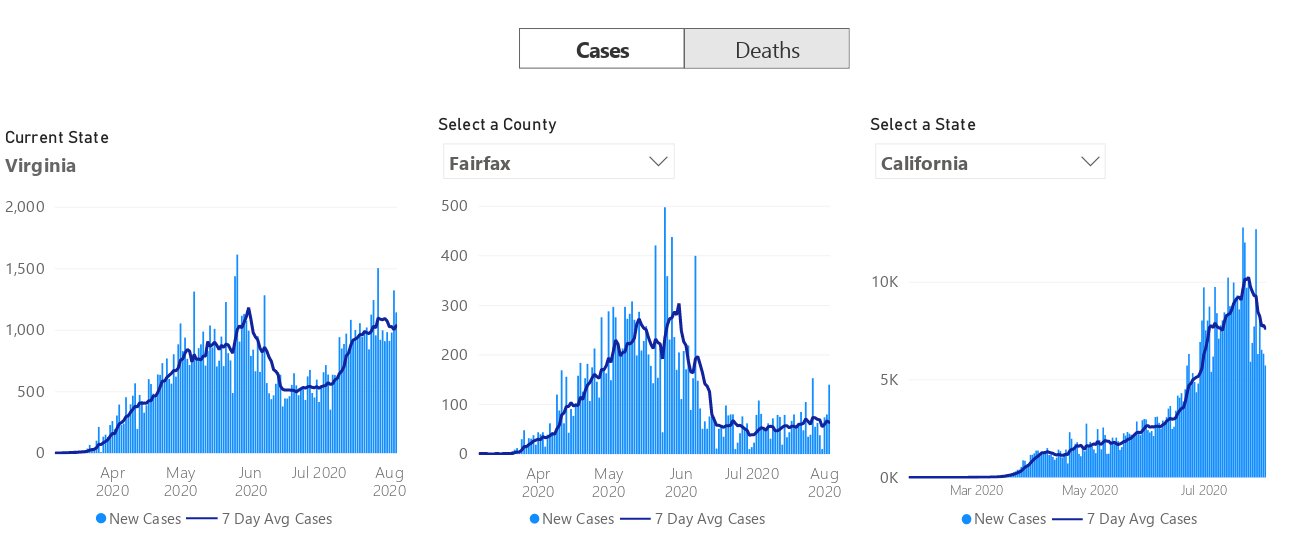 Cases Deaths
Current State
Virginia
2,000
1,500
1,000
500
0
Apr 2020 May 2020 Jun 2020 Jul 2020 Aug 2020
New Cases 7 Day Avg Cases
Select a County
Fairfax
500
400
300
200
100
0
Apr 2020 May 2020 Jun 2020 Jul 2020 Aug 2020
New Cases 7 Day Avg Cases
Select a State
California
10K
5K
0K
Mar 2020 May 2020 Jul 2020
New Cases 7 Day Avg Cases